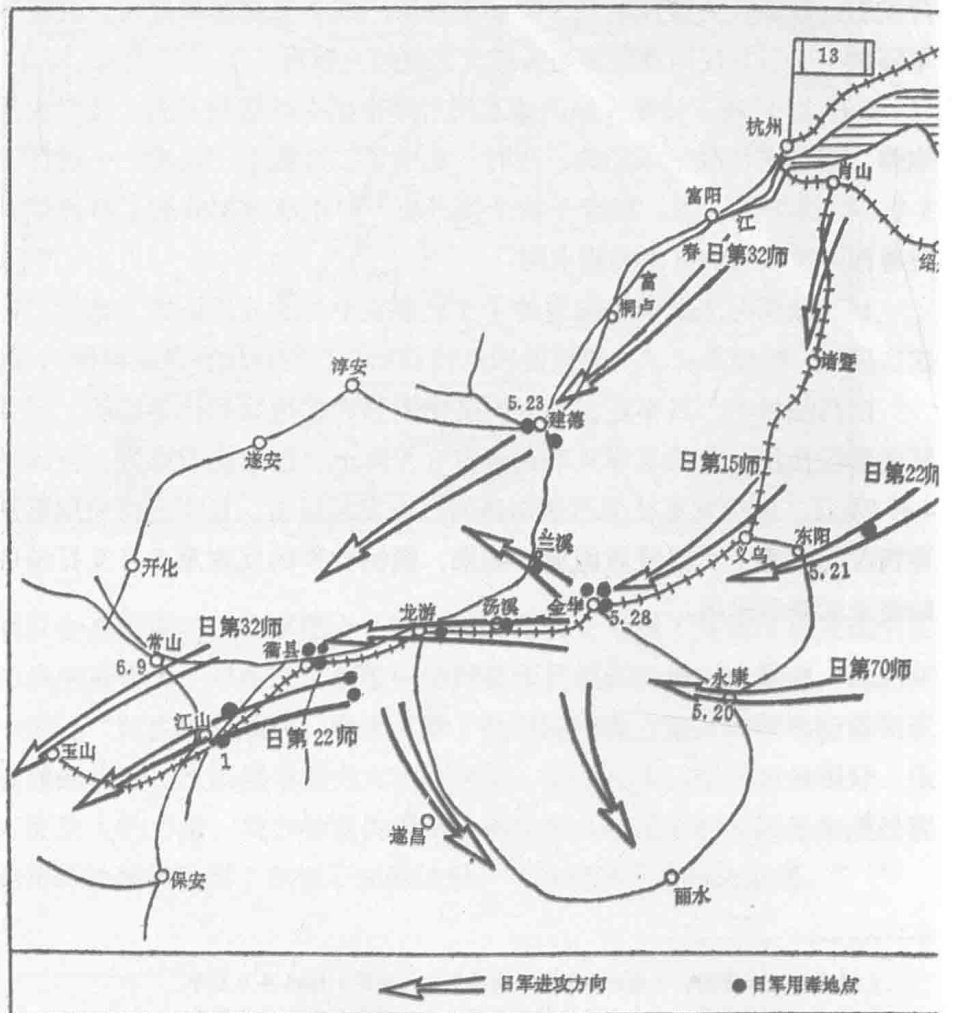 13
杭州
肖山
富阳
江
绍
春
日第32师
富
桐卢
诸暨
淳安
5.23
建德
遂安
日第15师
日第22师
兰溪
义乌
东阳
5.21
开化
金华
5.28
汤溪
龙游
日第32师
常山
衢县
6.9
日第70师
永康
5.20
江山
日第22师
玉山
1
遂昌
保安
丽水
日军进攻方向
日军用毒地点